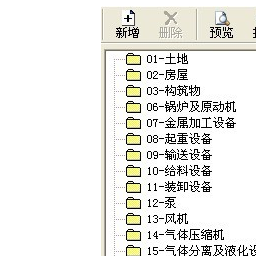 新增 删除 预览
01-土地
02-房屋
03-构筑物
06-锅炉及原动机
07-金属加工设备
08-起重设备
09-输送设备
10-给料设备
11-装卸设备
12-泵
13-风机
14-气体压缩机
15-气体分离及液化设